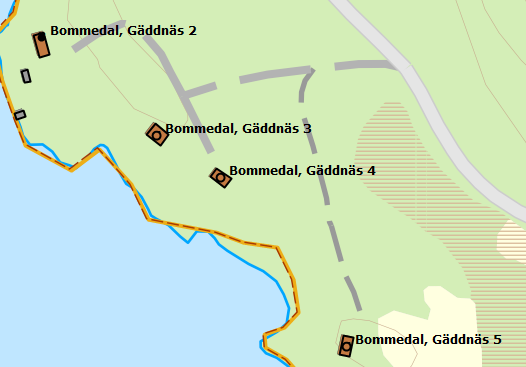 Bommedal, Gäddnäs 2
Bommedal, Gäddnäs 3
Bommedal, Gäddnäs 4
Bommedal, Gäddnäs 5